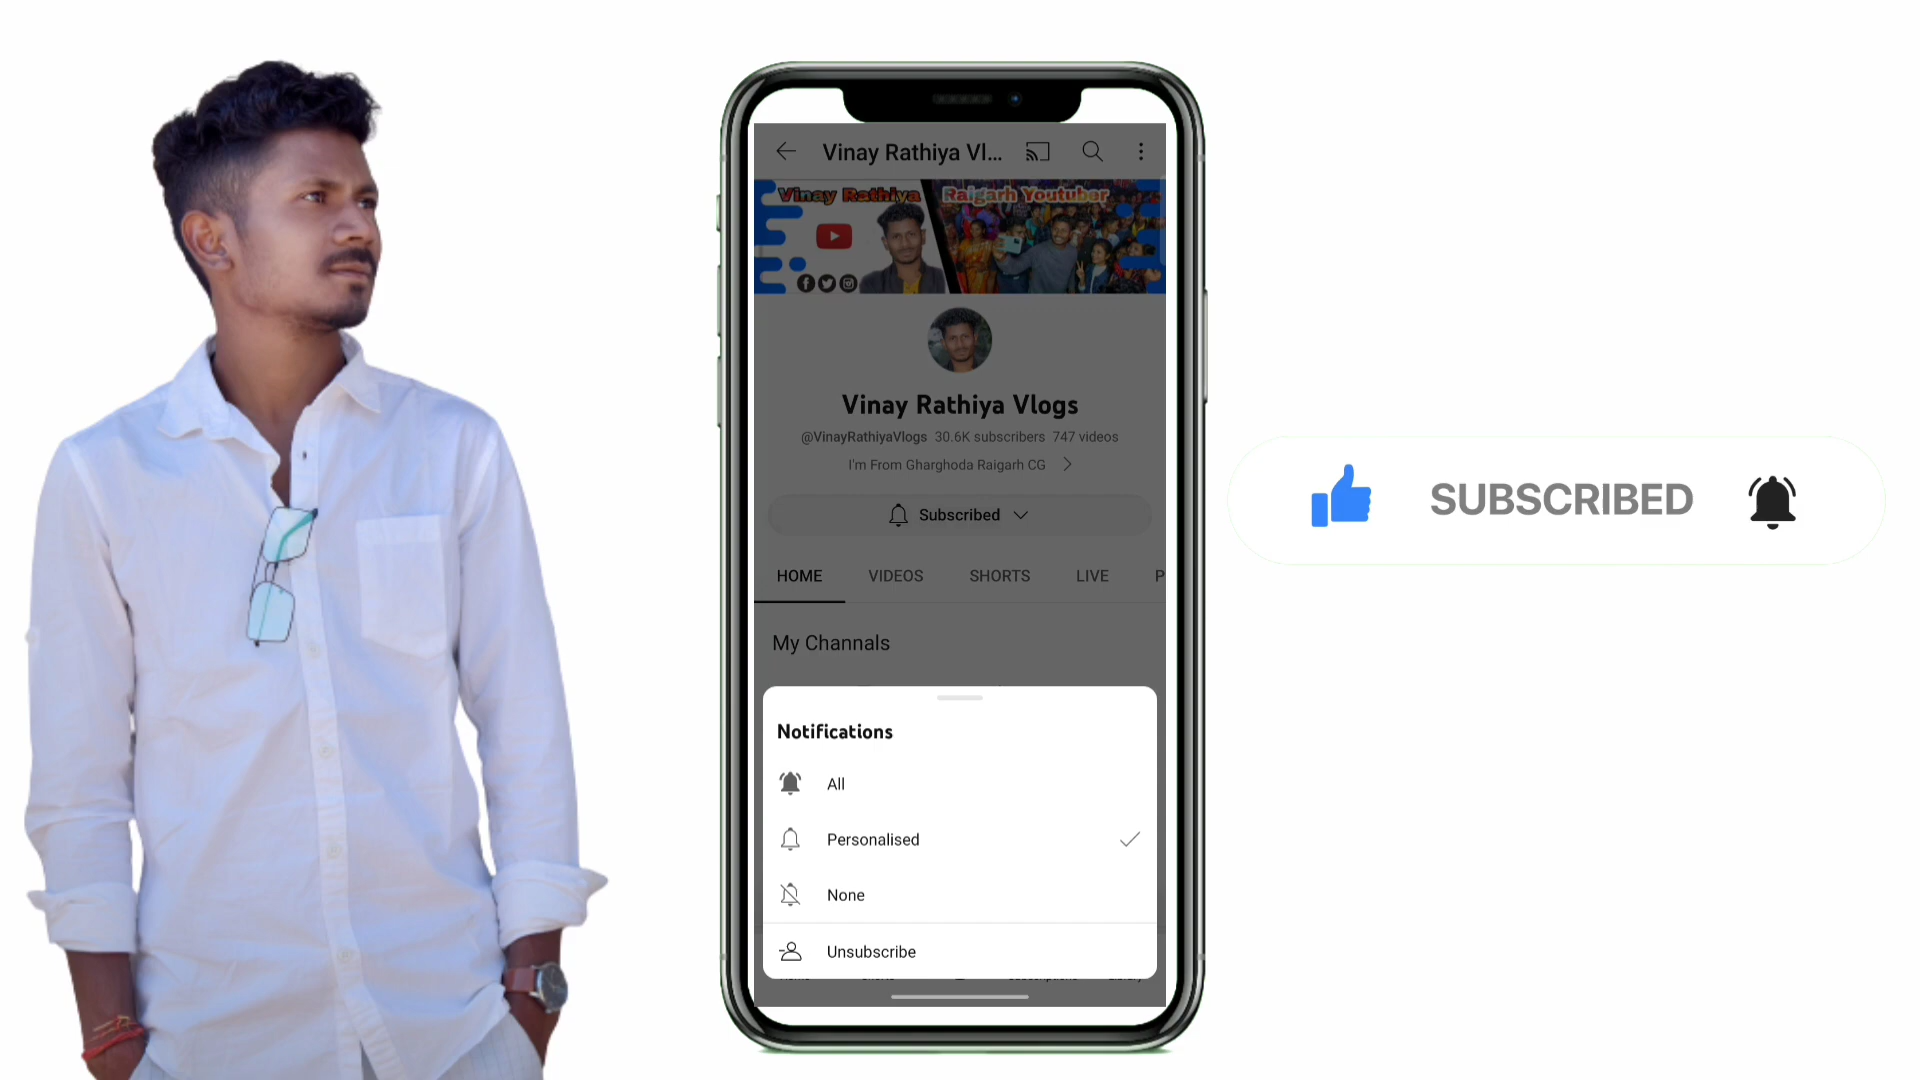 Vinay Rathiya Vl...
Vinay Rathiya
Raigarh Youtuber
Vinay Rathiya Vlogs
@VinayRathiyaVlogs 30.6K subscribers 747 videos
I'm From Gharghoda Raigarh CG
Subscribed
HOME VIDEOS SHORTS LIVE P
My Channals
Notifications
All
Personalised
None
Unsubscribe
SUBSCRIBED